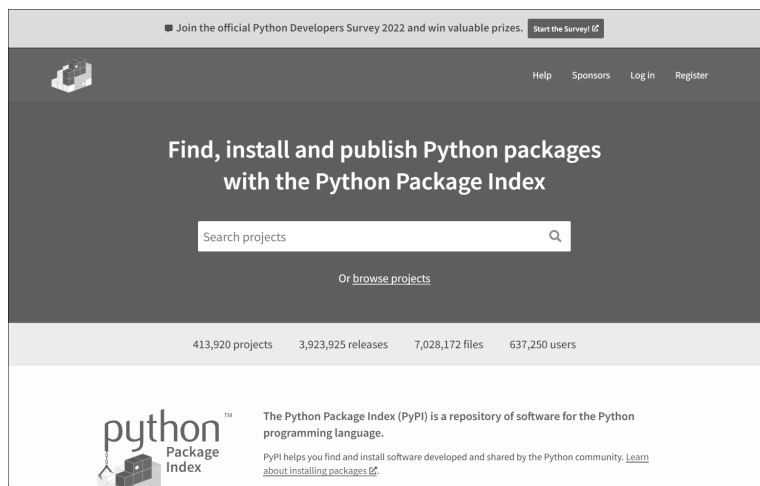 Join the official Python Developers Survey 2022 and win valuable prizes. Start the Survey!
Help Sponsors Log in Register
Find, install and publish Python packages
with the Python Package Index
Search projects
Or browse projects
413,920 projects 3,923,925 releases 7,028,172 files 637,250 users
python™
Package
Index
The Python Package Index (PyPI) is a repository of software for the Python
programming language.
PyPI helps you find and install software developed and shared by the Python community. Learn
about installing packages.